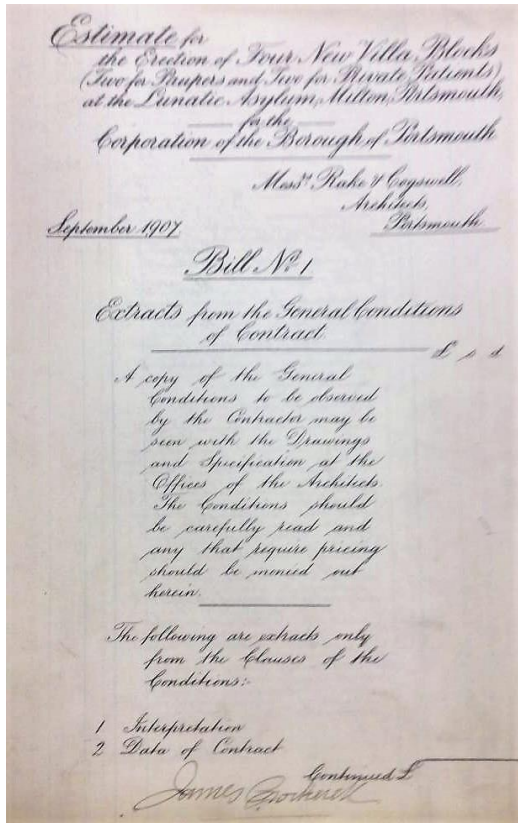 Estimate for
the Erection of Four New Villa Blocks
(Two for Paupers and Two for Private Patients)
at the Lunatic Asylum, Milton, Portsmouth,
for the
Corporation of the Borough of Portsmouth
Messrs Rake & Cogswell,
Architects,
Portsmouth
September 1907
Bill No. 1
Extracts from the General Conditions
of Contract.
£ s d
A copy of the General
Conditions to be observed
by the Contractor may be
seen with the Drawings
and Specification at the
Offices of the Architects.
The Conditions should
be carefully read and
any that require pricing
should be monied out
herein.
The following are extracts only
from the Clauses of the
Conditions:-
1 Interpretation
2 Data of Contract
Continued £
James